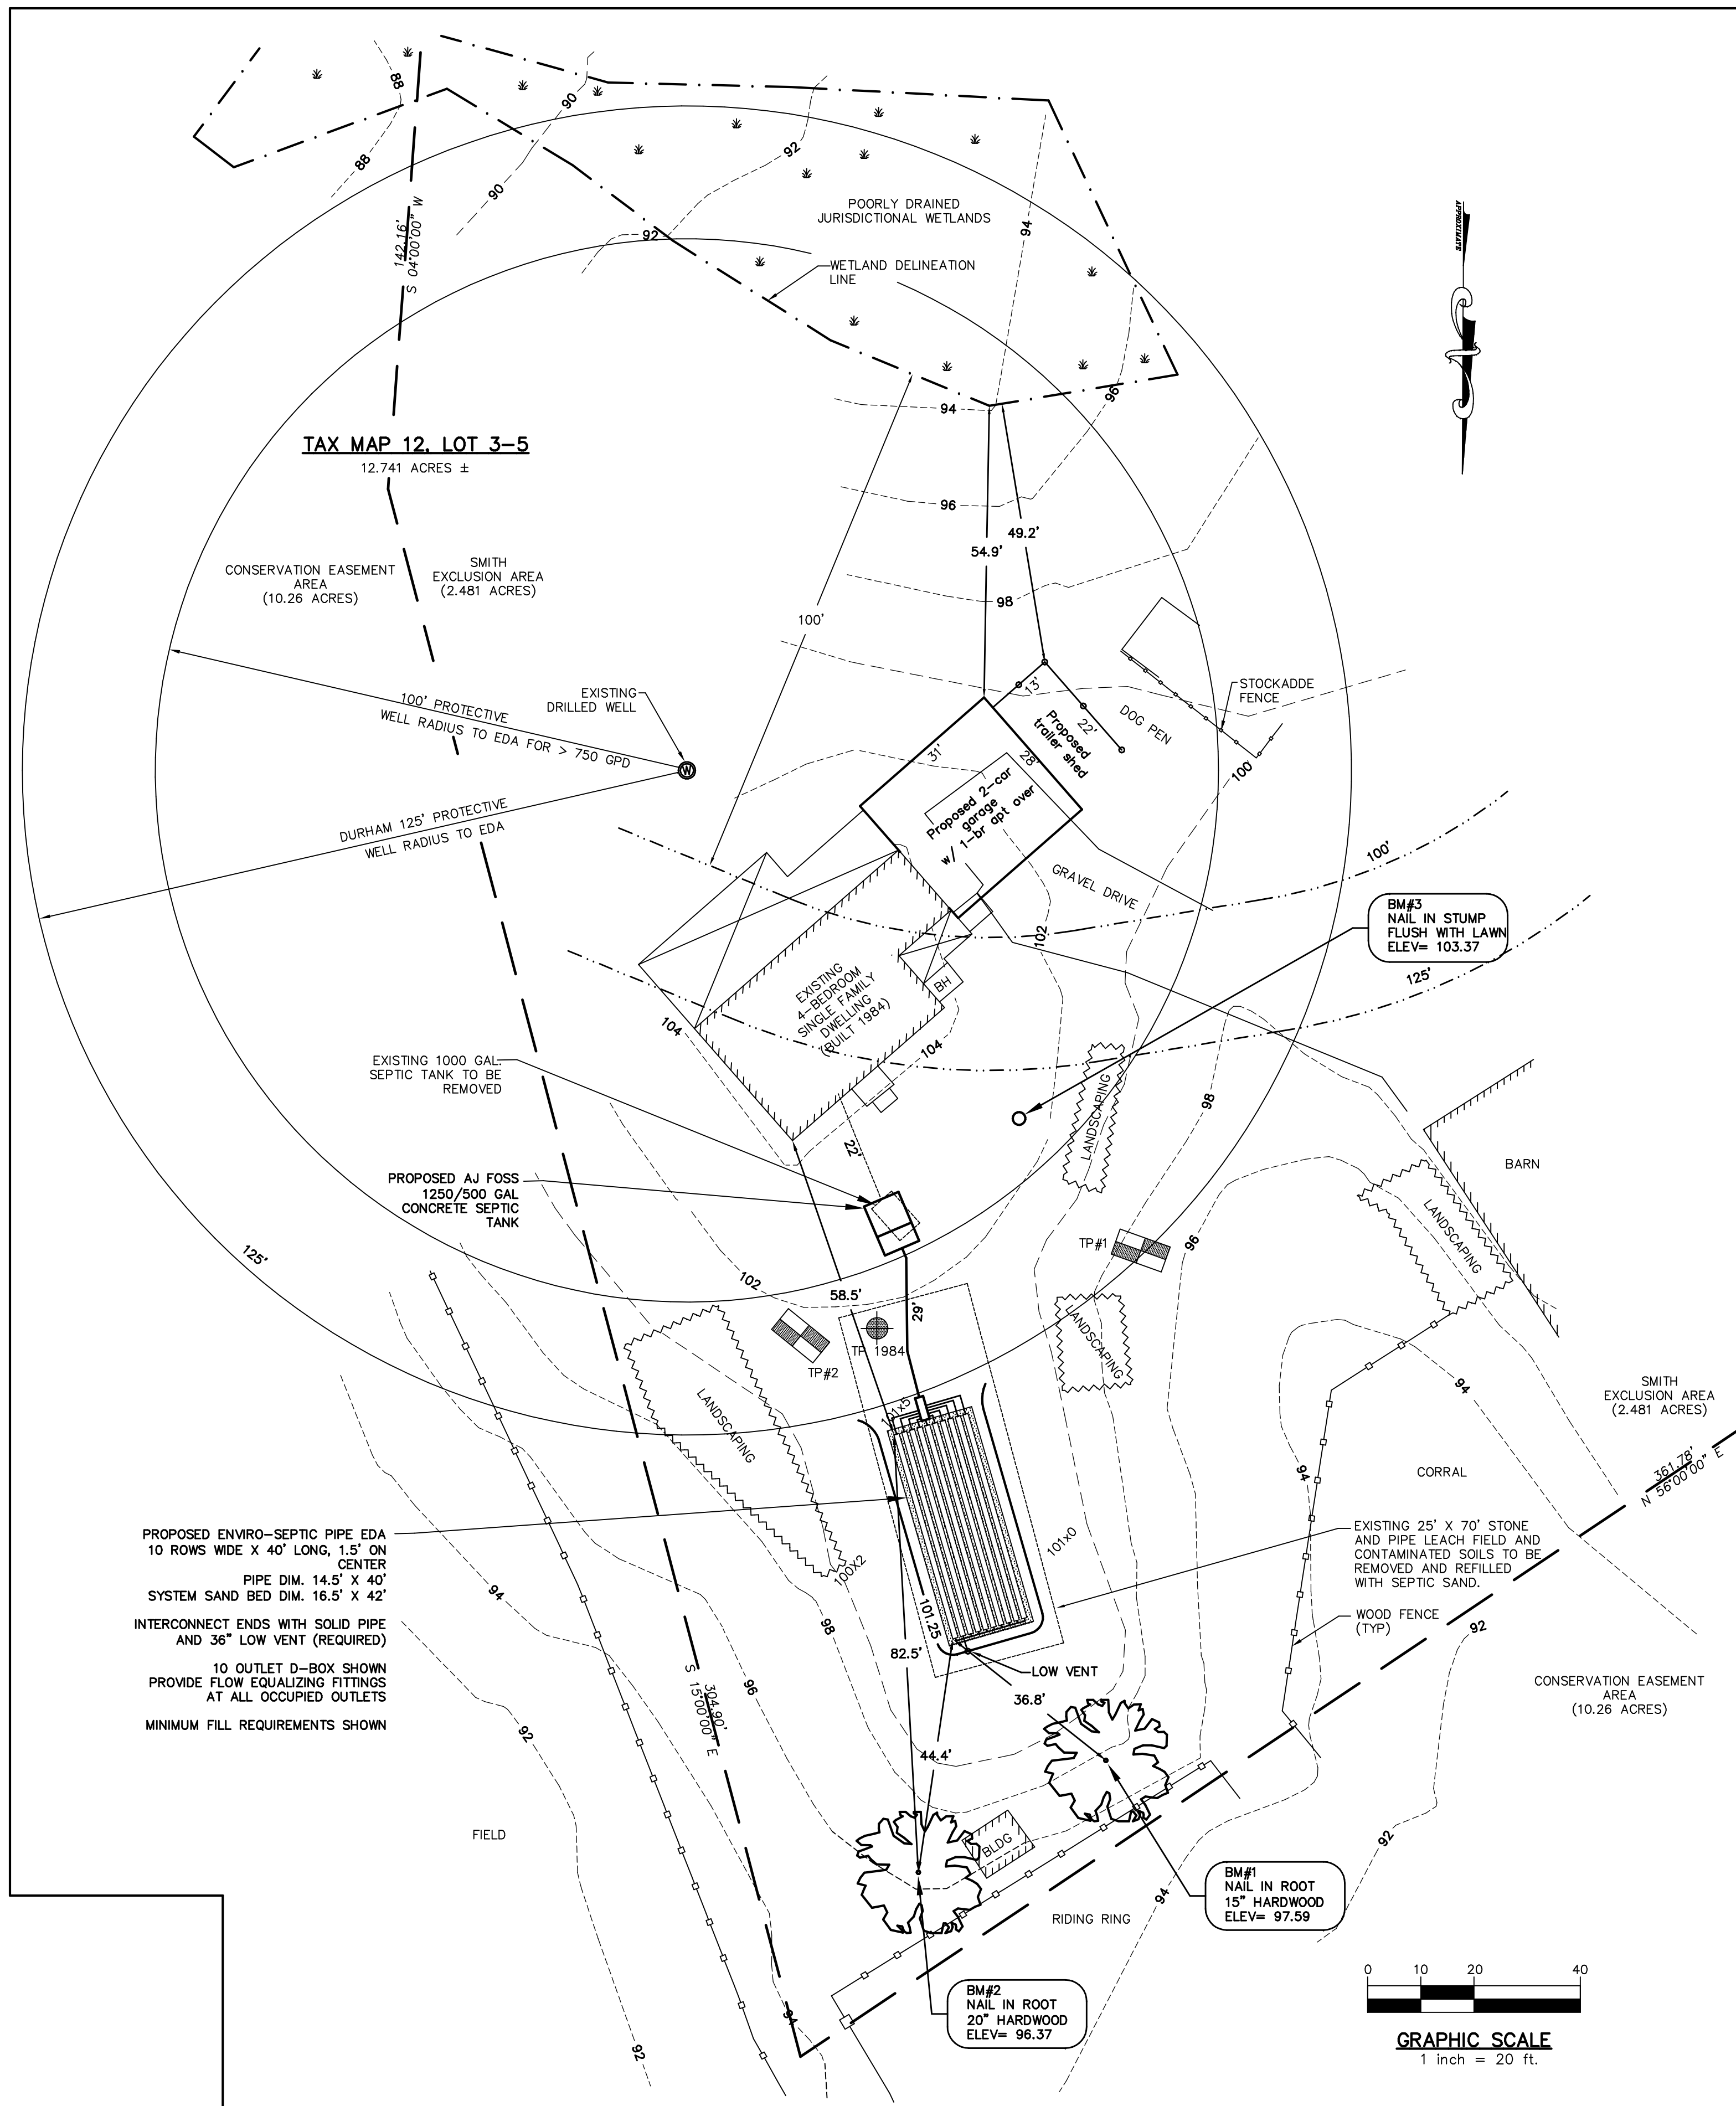 88
90
88
90
92
92
94
142.16'
S 04°00'00" W
POORLY DRAINED
JURISDICTIONAL WETLANDS
WETLAND DELINEATION
LINE
APPROXIMATE
94
96
96
98
TAX MAP 12, LOT 3-5
12.741 ACRES ±
CONSERVATION EASEMENT
AREA
(10.26 ACRES)
SMITH
EXCLUSION AREA
(2.481 ACRES)
49.2'
54.9'
100'
100' PROTECTIVE
WELL RADIUS TO EDA FOR > 750 GPD
EXISTING
DRILLED WELL
W
DURHAM 125' PROTECTIVE
WELL RADIUS TO EDA
STOCKADDE
FENCE
DOG PEN
13'
22'
Proposed
trailer shed
31'
28'
Proposed 2-car
garage
w/ 1-br apt over
100
GRAVEL DRIVE
102
100'
125'
BM#3
NAIL IN STUMP
FLUSH WITH LAWN
ELEV= 103.37
EXISTING
4-BEDROOM
SINGLE FAMILY
DWELLING
(BUILT 1984)
BH
104
104
EXISTING 1000 GAL
SEPTIC TANK TO BE
REMOVED
22'
PROPOSED AJ FOSS
1250/500 GAL
CONCRETE SEPTIC
TANK
LANDSCAPING
98
BARN
LANDSCAPING
TP#1
96
125'
102
58.5'
29'
TP#2
TP 1984
LANDSCAPING
LANDSCAPING
101x5
94
94
SMITH
EXCLUSION AREA
(2.481 ACRES)
361.78'
N 56°00'00" E
CORRAL
PROPOSED ENVIRO-SEPTIC PIPE EDA
10 ROWS WIDE X 40' LONG, 1.5' ON
CENTER
PIPE DIM. 14.5' X 40'
SYSTEM SAND BED DIM. 16.5' X 42'
INTERCONNECT ENDS WITH SOLID PIPE
AND 36" LOW VENT (REQUIRED)
10 OUTLET D-BOX SHOWN
PROVIDE FLOW EQUALIZING FITTINGS
AT ALL OCCUPIED OUTLETS
MINIMUM FILL REQUIREMENTS SHOWN
94
100X2
101x0
98
101.25
82.5'
EXISTING 25' X 70' STONE
AND PIPE LEACH FIELD AND
CONTAMINATED SOILS TO BE
REMOVED AND REFILLED
WITH SEPTIC SAND.
WOOD FENCE
(TYP)
92
LOW VENT
36.8'
CONSERVATION EASEMENT
AREA
(10.26 ACRES)
304.90'
S 15°00'00" E
96
92
44.4'
FIELD
BLDG
92
BM#1
NAIL IN ROOT
15" HARDWOOD
ELEV= 97.59
94
RIDING RING
BM#2
NAIL IN ROOT
20" HARDWOOD
ELEV= 96.37
94
92
0 10 20 40
GRAPHIC SCALE
1 inch = 20 ft.